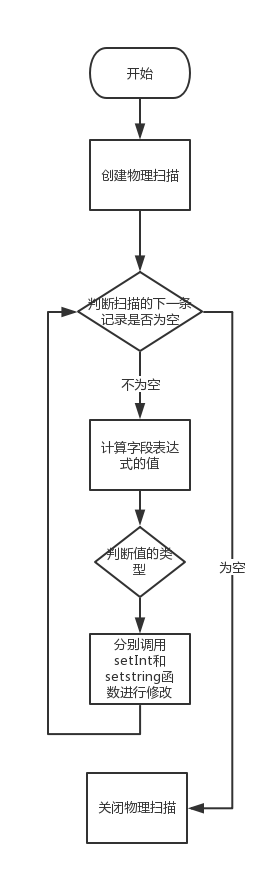 开始
创建物理扫描
判断扫描的下一条
记录是否为空
不为空
计算字段表达
式的值
判断值的类
型
为空
分别调用
setInt和
setstring函
数进行修改
关闭物理扫描